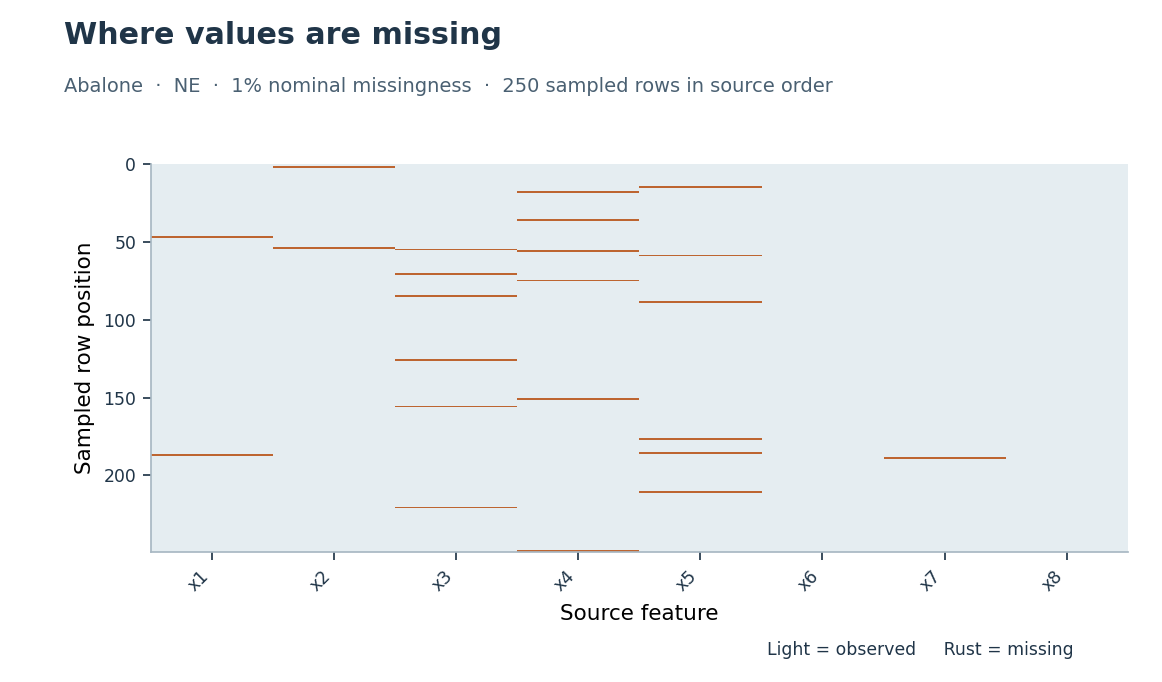 Where values are missing
Abalone · NE · 1% nominal missingness · 250 sampled rows in source order
0
50
100
150
200
Sampled row position
x1
x2
x3
x4
x5
x6
x7
x8
Source feature
Light = observed Rust = missing